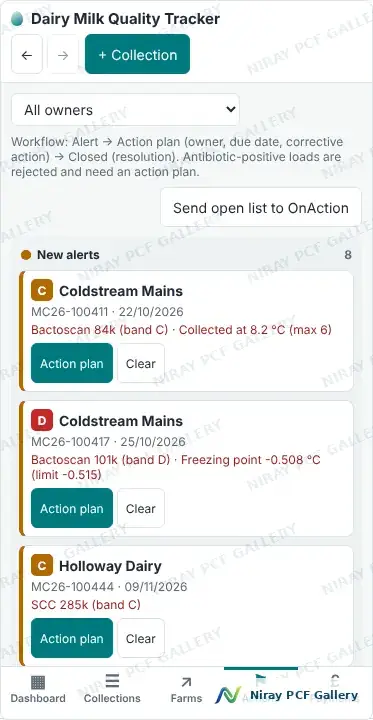 Dairy Milk Quality Tracker
← → + Collection
All owners
Workflow: Alert → Action plan (owner, due date, corrective
action) → Closed (resolution). Antibiotic-positive loads are
rejected and need an action plan.
Send open list to OnAction
New alerts 8
C Coldstream Mains
MC26-100411 · 22/10/2026
Bactoscan 84k (band C) · Collected at 8.2 °C (max 6)
Action plan Clear
D Coldstream Mains
MC26-100417 · 25/10/2026
Bactoscan 101k (band D) · Freezing point -0.508 °C
(limit -0.515)
Action plan Clear
C Holloway Dairy
MC26-100444 · 09/11/2026
SCC 285k (band C)
Action plan Clear
Dashboard Collections Farms
Niray PCF Gallery
NIRAY PCF GALLERY